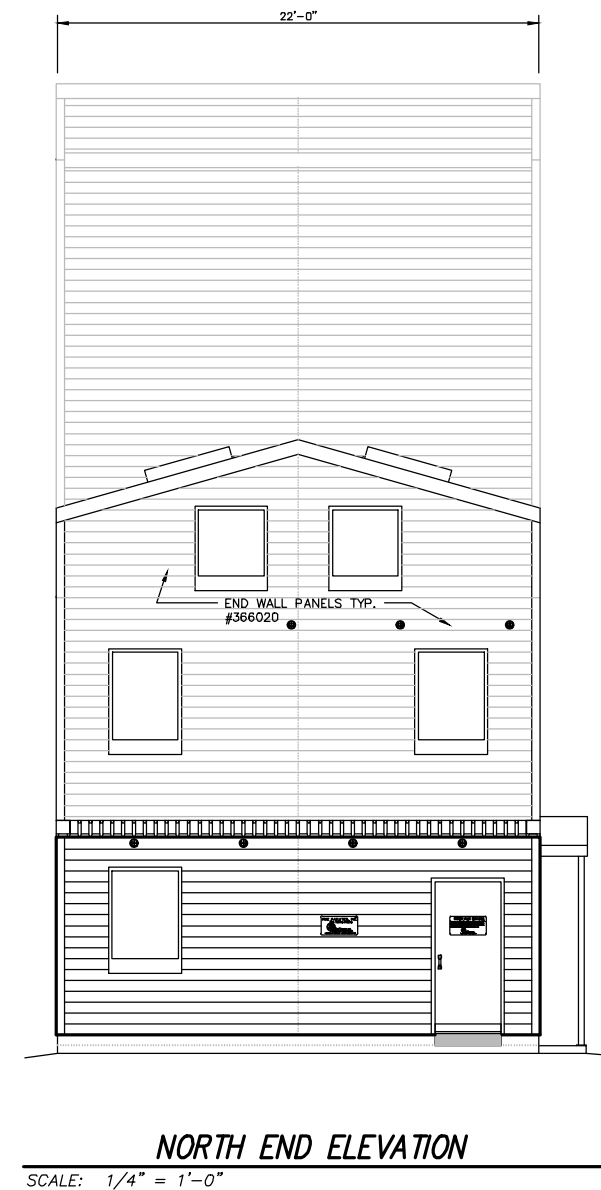 22'-0"
END WALL PANELS TYP.
#366020
NORTH END ELEVATION
SCALE: 1/4" = 1'-0"